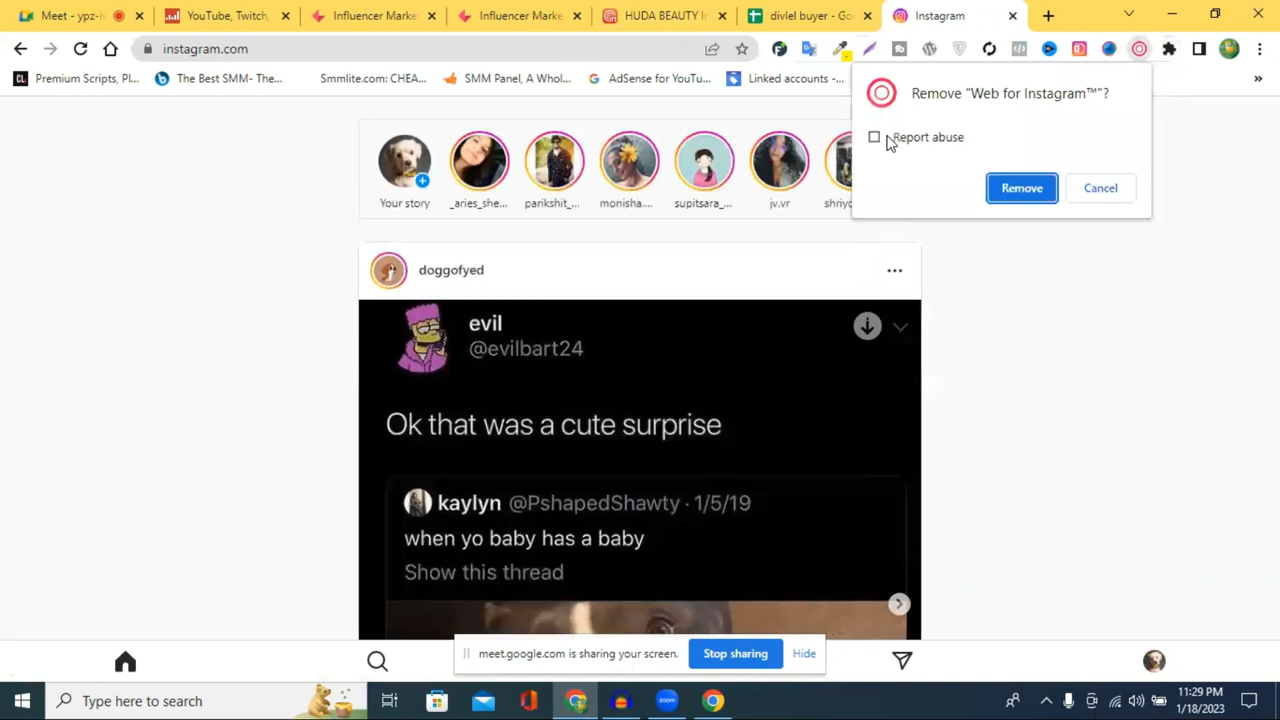 Meet - ypz-i
YouTube, Twitch,
Influencer Marke
Influencer Marke
HUDA BEAUTY I
divlel buyer - Go
Instagram
instagram.com
Premium Scripts, Pl...
The Best SMM- The...
Smmlite.com: CHEA...
SMM Panel, A Whol...
AdSense for YouTu...
Linked accounts -...
Remove "Web for Instagram™"?
Report abuse
Remove
Cancel
Your story
_aries_she...
parikshit_...
monisha....
supitsara_...
jv.vr
shriyc
doggofyed
evil
@evilbart24
Ok that was a cute surprise
kaylyn @PshapedShawty · 1/5/19
when yo baby has a baby
Show this thread
meet.google.com is sharing your screen.
Stop sharing
Hide
Type here to search
11:29 PM
1/18/2023